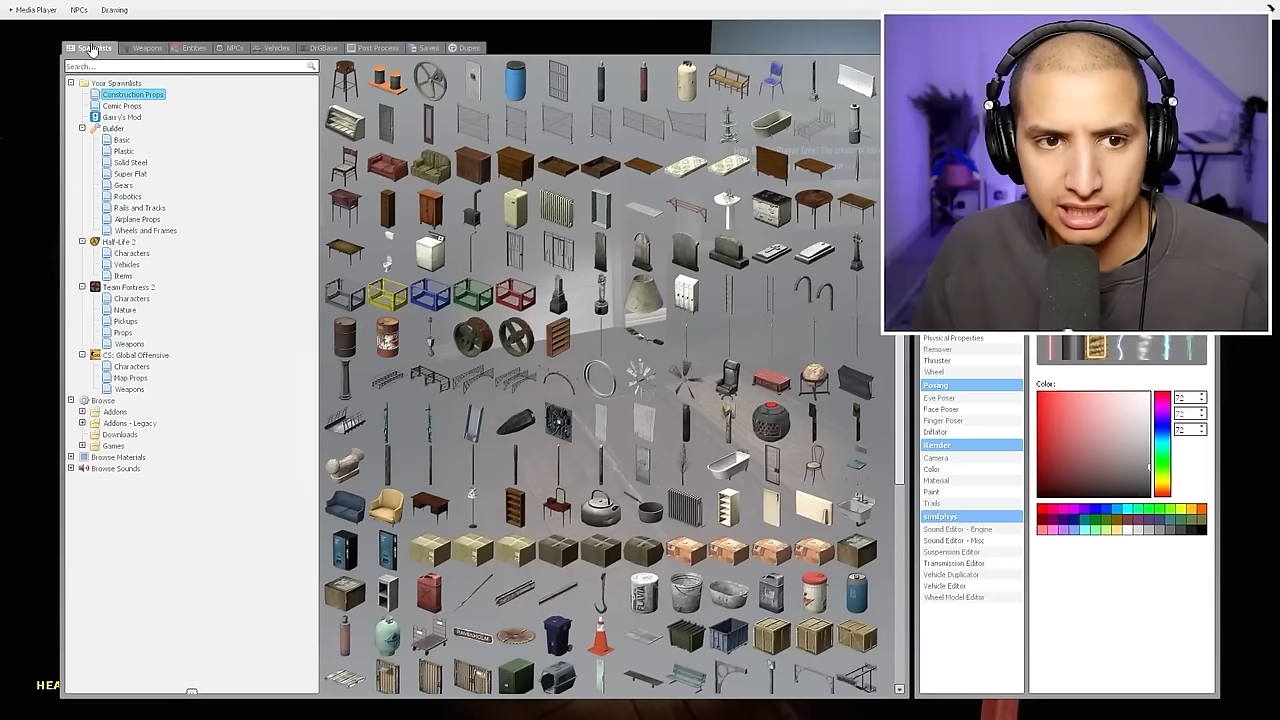 Media Player NPCs Drawing
Spawnlists Weapons Entities NPCs Vehicles DrGBase Post Process Saves Dupes
Search...
Your Spawnlists
Construction Props
Comic Props
Garry's Mod
Builder
Basic
Plastic
Solid Steel
Super Flat
Gears
Robotics
Rails and Tracks
Airplane Props
Wheels and Frames
Half-Life 2
Characters
Vehicles
Items
Team Fortress 2
Characters
Nature
Pickups
Props
Weapons
CS: Global Offensive
Characters
Map Props
Weapons
Browse
Addons
Addons - Legacy
Downloads
Games
Browse Materials
Browse Sounds
RAVENHOLM
HEA
Physical Properties
Remover
Thruster
Wheel
Posing
Eye Poser
Face Poser
Finger Poser
Inflator
Render
Camera
Color
Material
Paint
Trails
simfphys
Sound Editor - Engine
Sound Editor - Misc
Suspension Editor
Transmission Editor
Vehicle Duplicator
Vehicle Editor
Wheel Model Editor
Color:
72
72
72